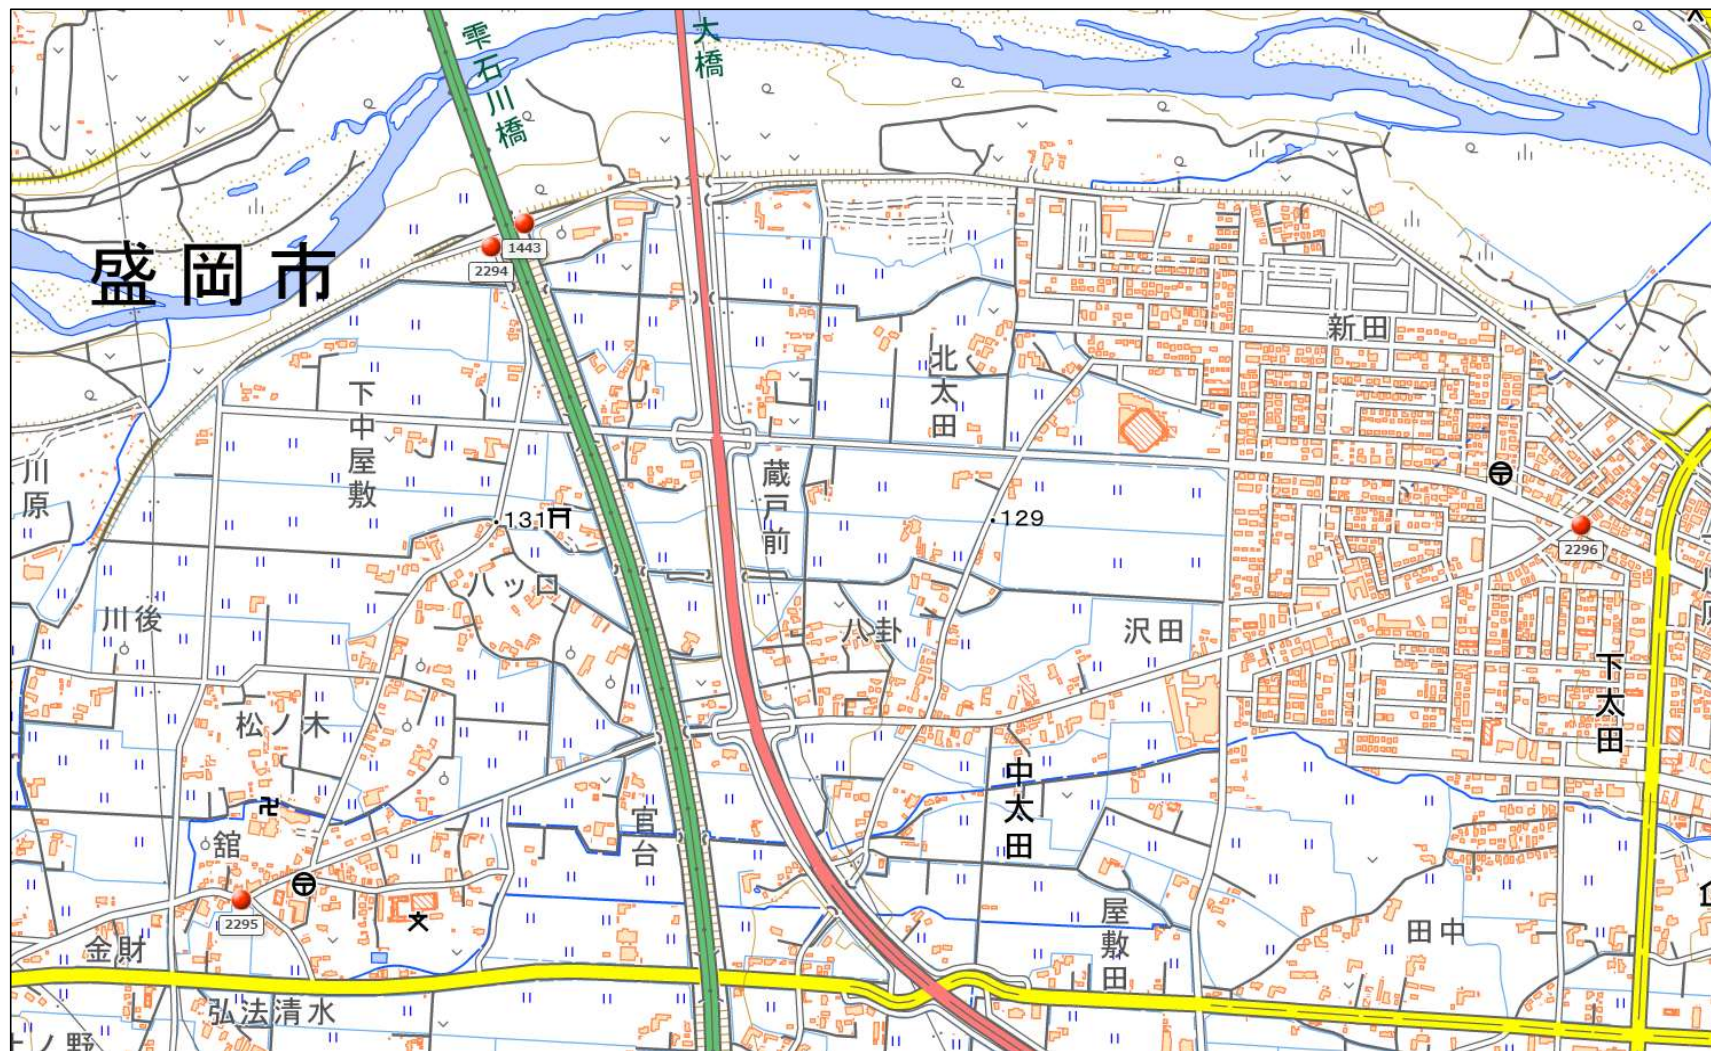 雫石川橋
大橋
盛岡市
1443
2294
新田
北太田
下中屋敷
川原
蔵戸前
131
129
2296
八ッ口
川後
八卦
沢田
下太田
松ノ木
中太田
官台
舘
2295
屋敷田
田中
金財
弘法清水